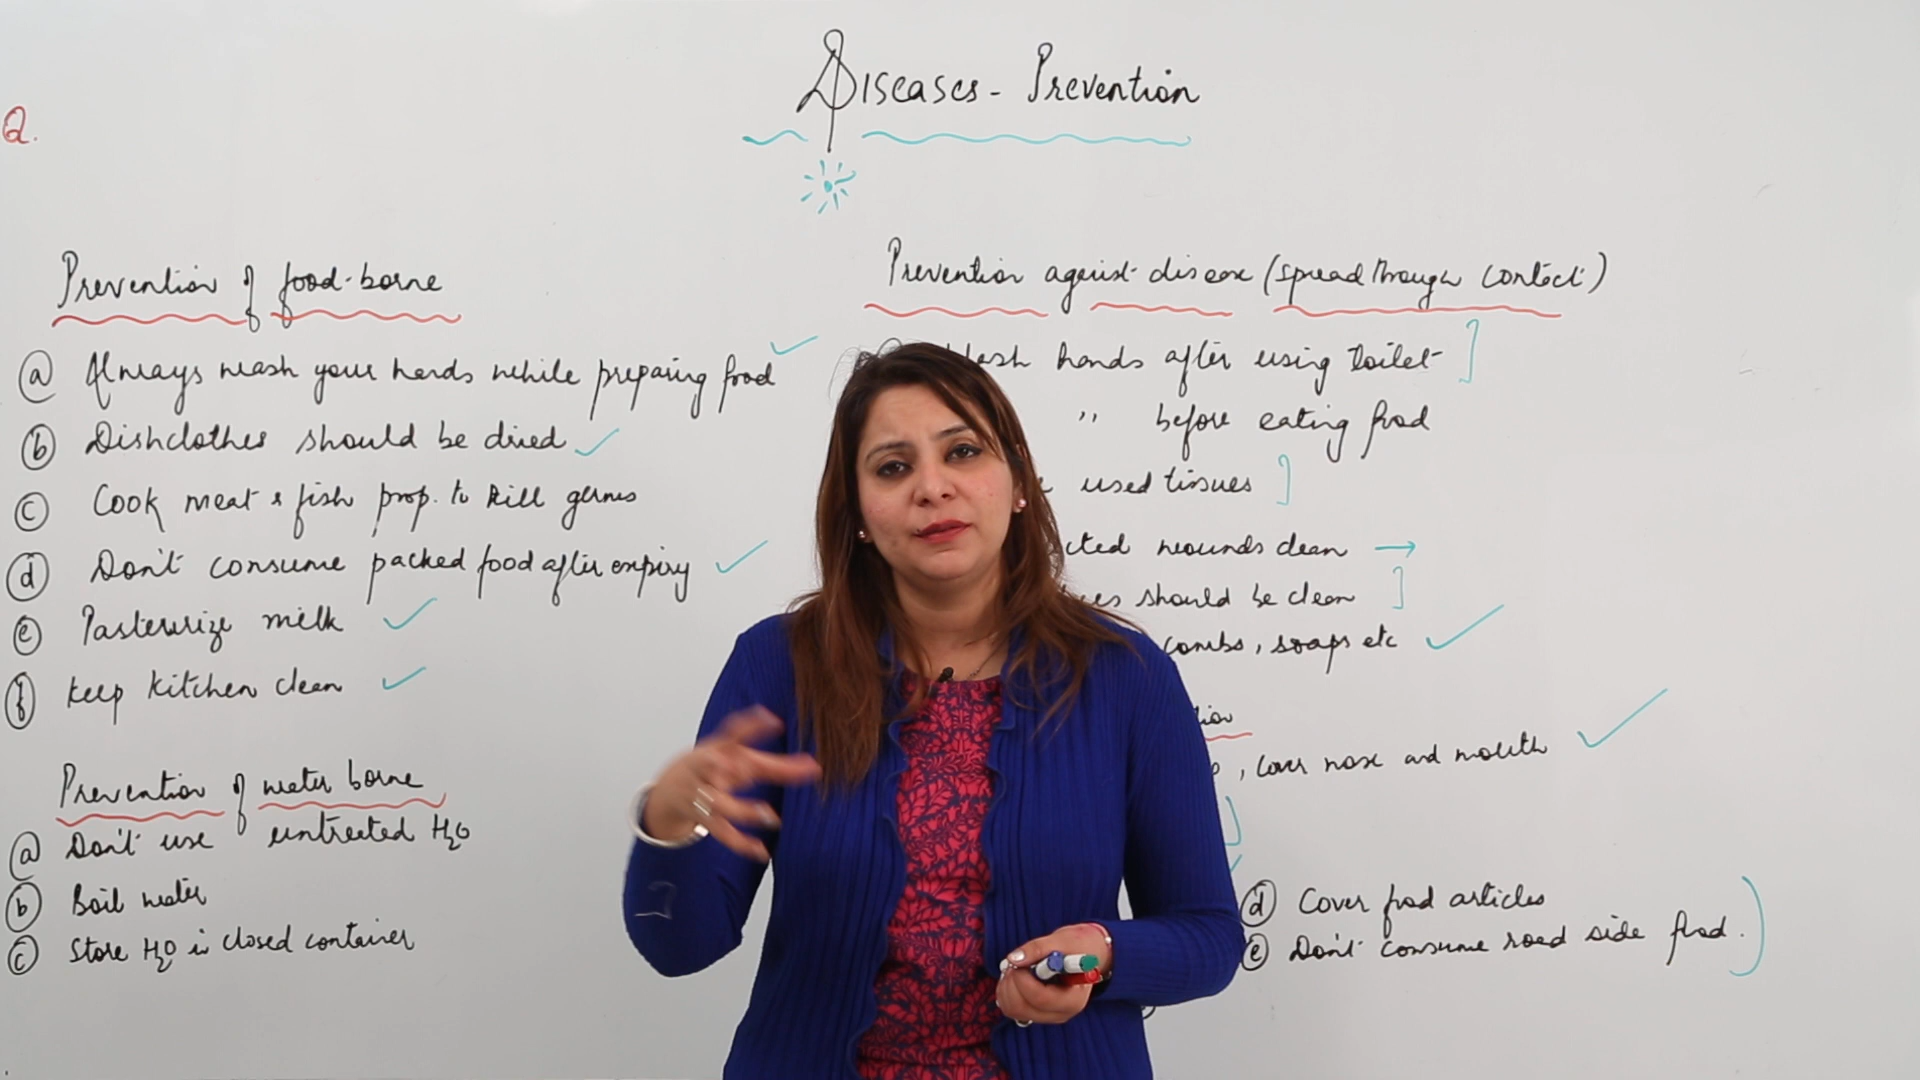 Diseases - Prevention
Q.
Prevention of food-borne
ⓐ Always wash your hands while preparing food
ⓑ Dishclothes should be dried
ⓒ Cook meat & fish prop. to kill germs
ⓓ Don't consume packed food after expiry
ⓔ Pasteurize milk
ⓕ keep kitchen clean
Prevention of water borne
ⓐ Don't use untreated H₂O
ⓑ Boil water
ⓒ Store H₂O in closed container
Prevention against disease (spread through contact)
hands after using toilet
" before eating food
used tissues
wounds clean →
should be clean
combs, soaps etc
, cover nose and mouth
ⓓ Cover food articles
ⓔ Don't consume road side food.